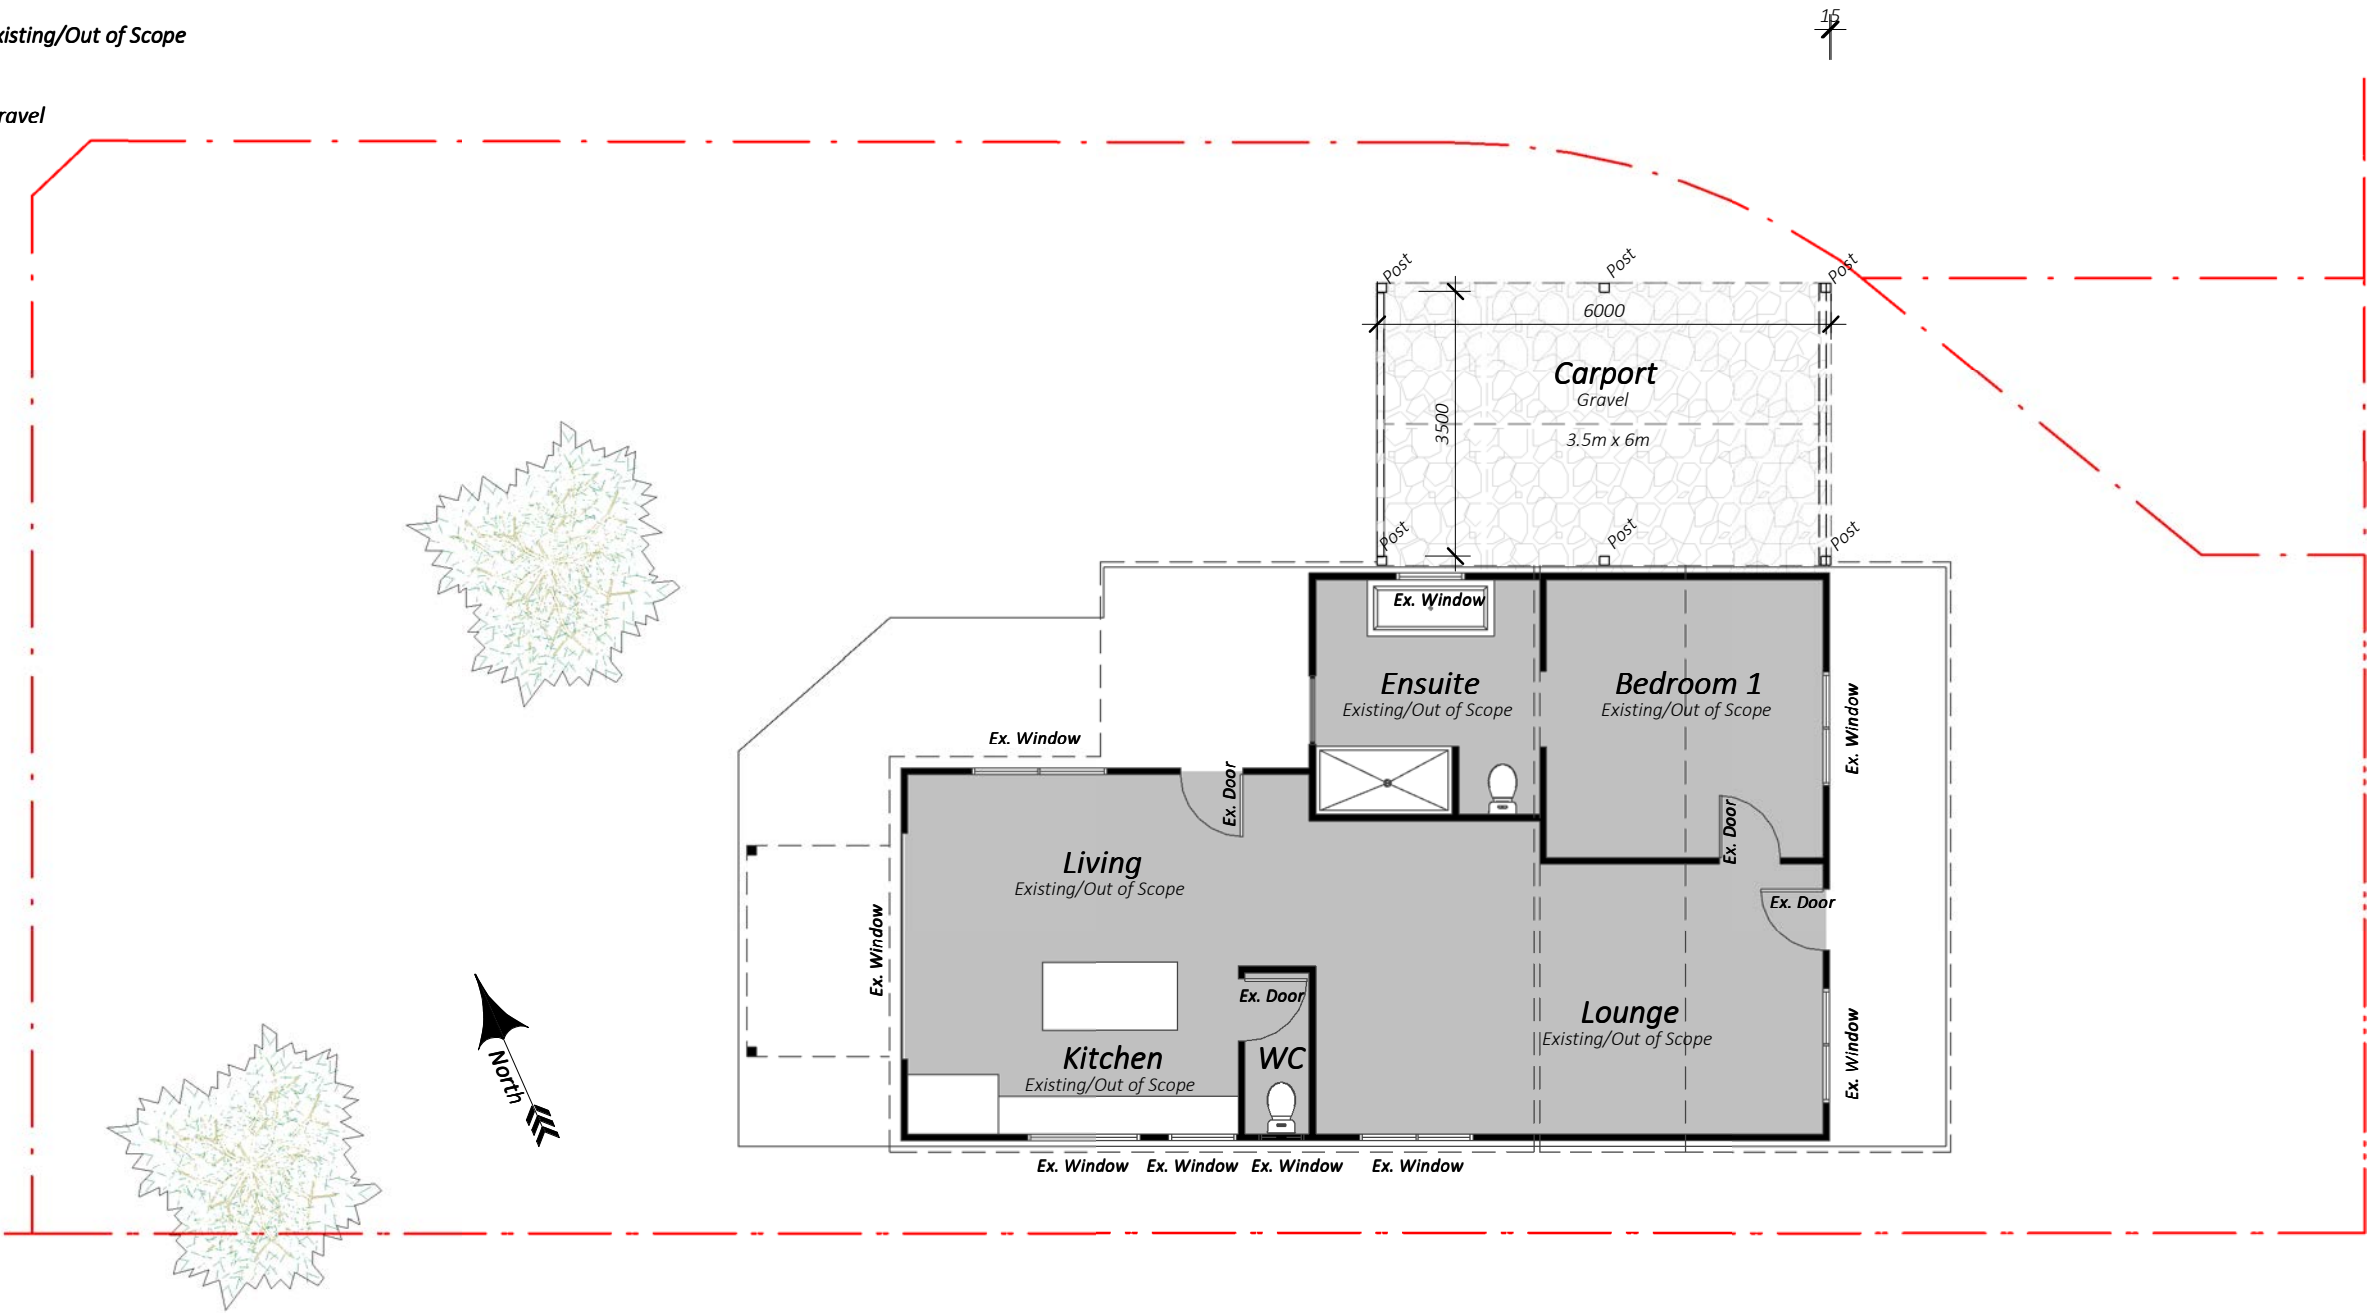 15
xisting/Out of Scope
ravel
Post
Post
Post
6000
Carport
Gravel
3500
3.5m x 6m
Post
Post
Post
Ex. Window
Ensuite
Existing/Out of Scope
Bedroom 1
Existing/Out of Scope
Ex. Window
Ex. Window
Ex. Door
Ex. Door
Living
Existing/Out of Scope
Ex. Door
Ex. Window
Ex. Door
Lounge
Existing/Out of Scope
Kitchen
Existing/Out of Scope
WC
Ex. Window
North
Ex. Window
Ex. Window
Ex. Window
Ex. Window